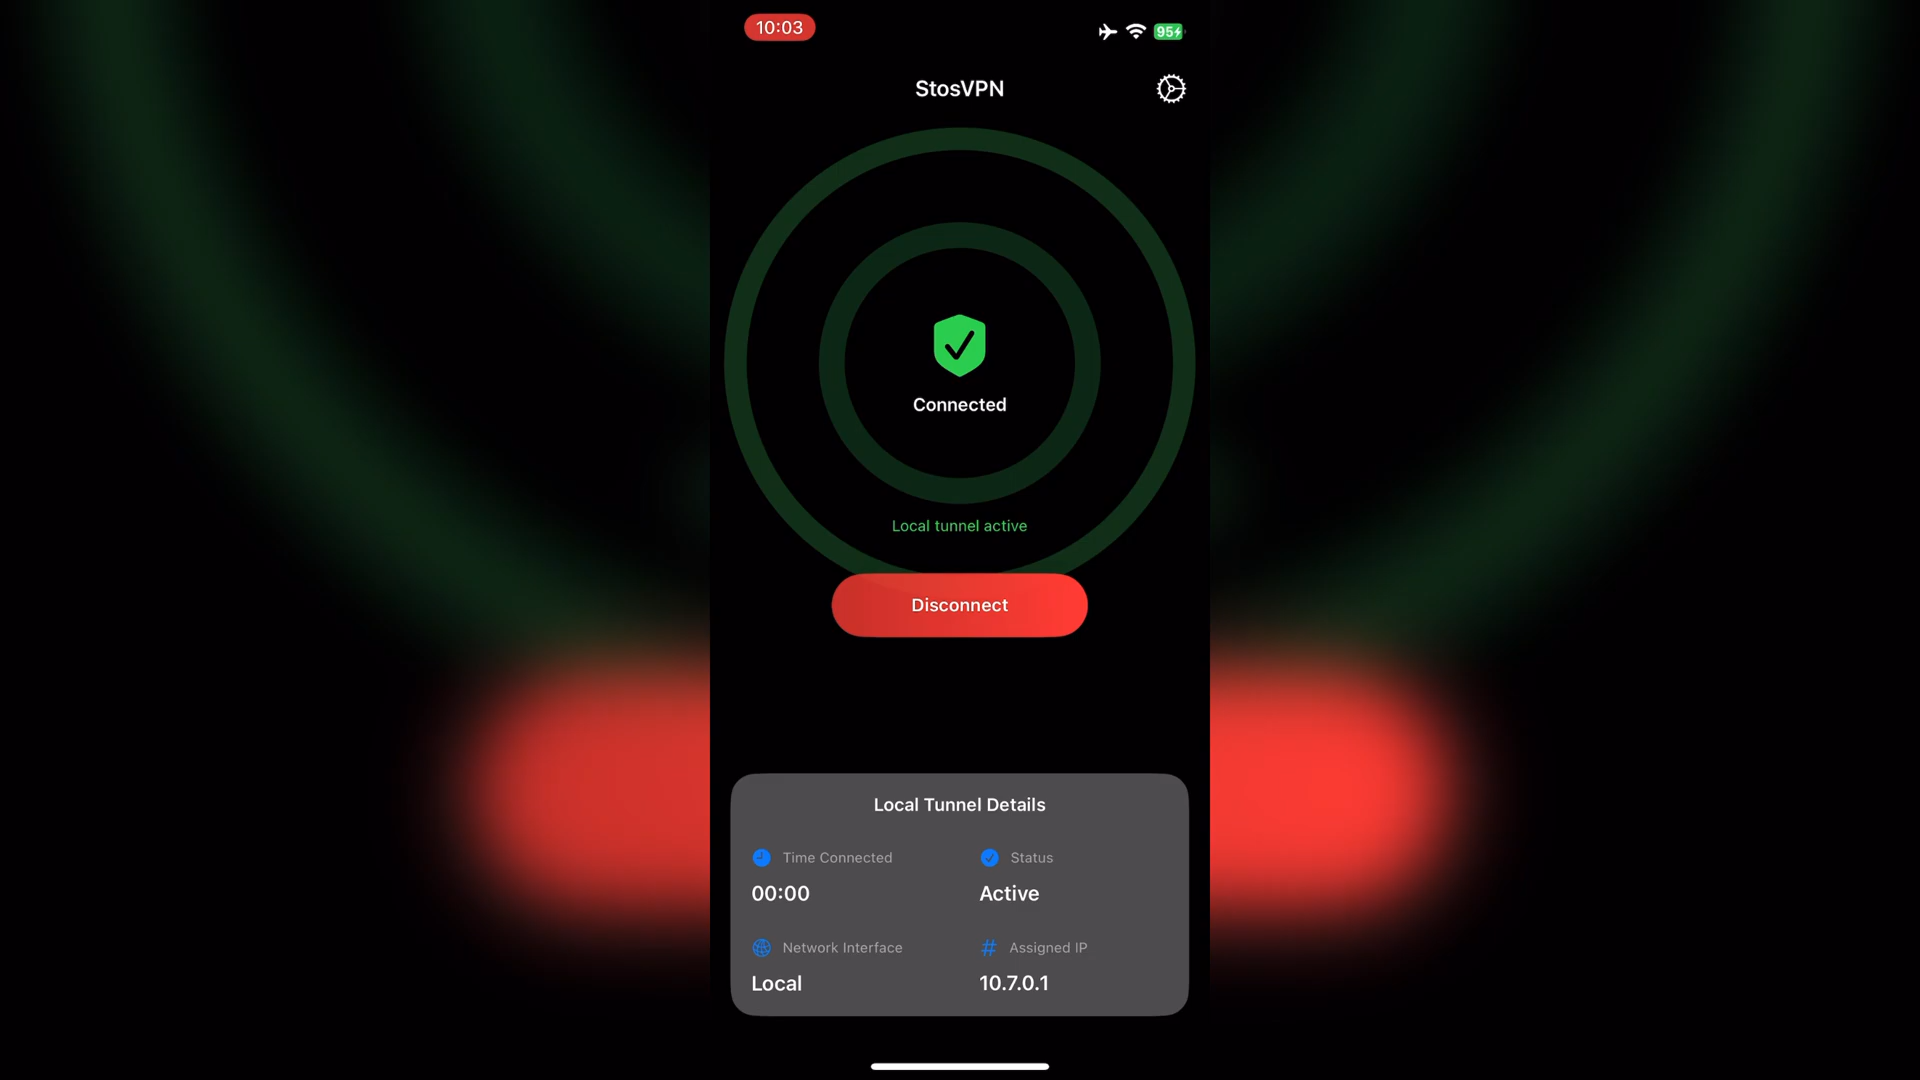 10:03
95
StosVPN
Connected
Local tunnel active
Disconnect
Local Tunnel Details
Time Connected
Status
00:00
Active
Network Interface
# Assigned IP
Local
10.7.0.1